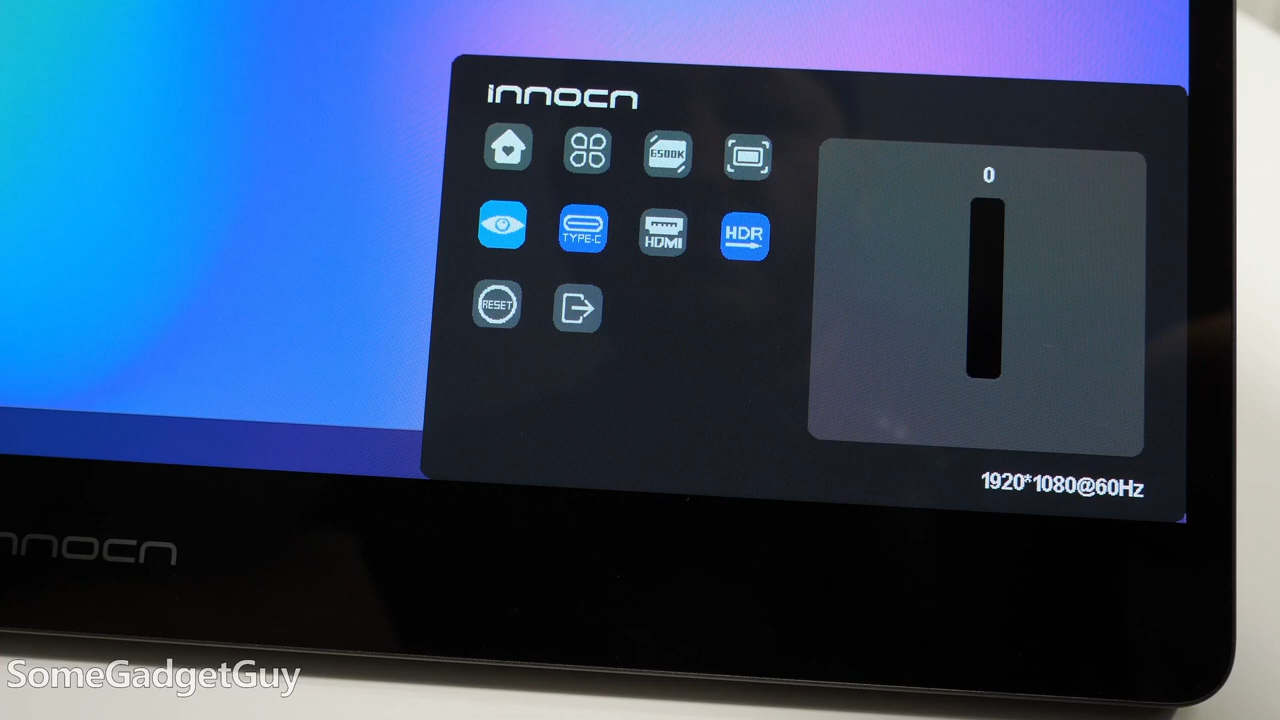 innocn
6500K
0
TYPE-C
HDMI
HDR
RESET
1920*1080@60Hz
innocn
SomeGadgetGuy